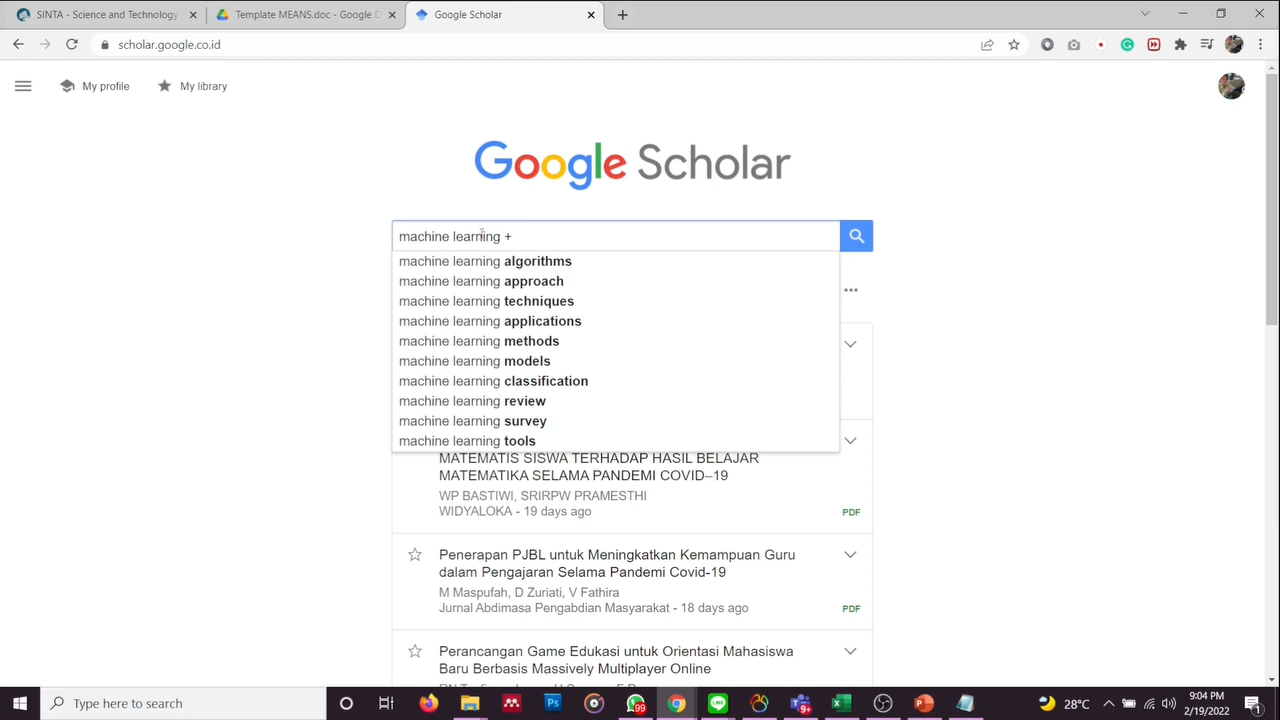 SINTA - Science and Technology
Template MEANS.doc - Google D
Google Scholar
scholar.google.co.id
My profile
My library
Google Scholar
machine learning +
machine learning algorithms
machine learning approach
machine learning techniques
machine learning applications
machine learning methods
machine learning models
machine learning classification
machine learning review
machine learning survey
machine learning tools
MATEMATIS SISWA TERHADAP HASIL BELAJAR
MATEMATIKA SELAMA PANDEMI COVID–19
WP BASTIWI, SRIRPW PRAMESTHI
WIDYALOKA - 19 days ago
PDF
Penerapan PJBL untuk Meningkatkan Kemampuan Guru
dalam Pengajaran Selama Pandemi Covid-19
M Maspufah, D Zuriati, V Fathira
Jurnal Abdimasa Pengabdian Masyarakat - 18 days ago
PDF
Perancangan Game Edukasi untuk Orientasi Mahasiswa
Baru Berbasis Massively Multiplayer Online
Type here to search
99
9+
28°C
9:04 PM
2/19/2022
1